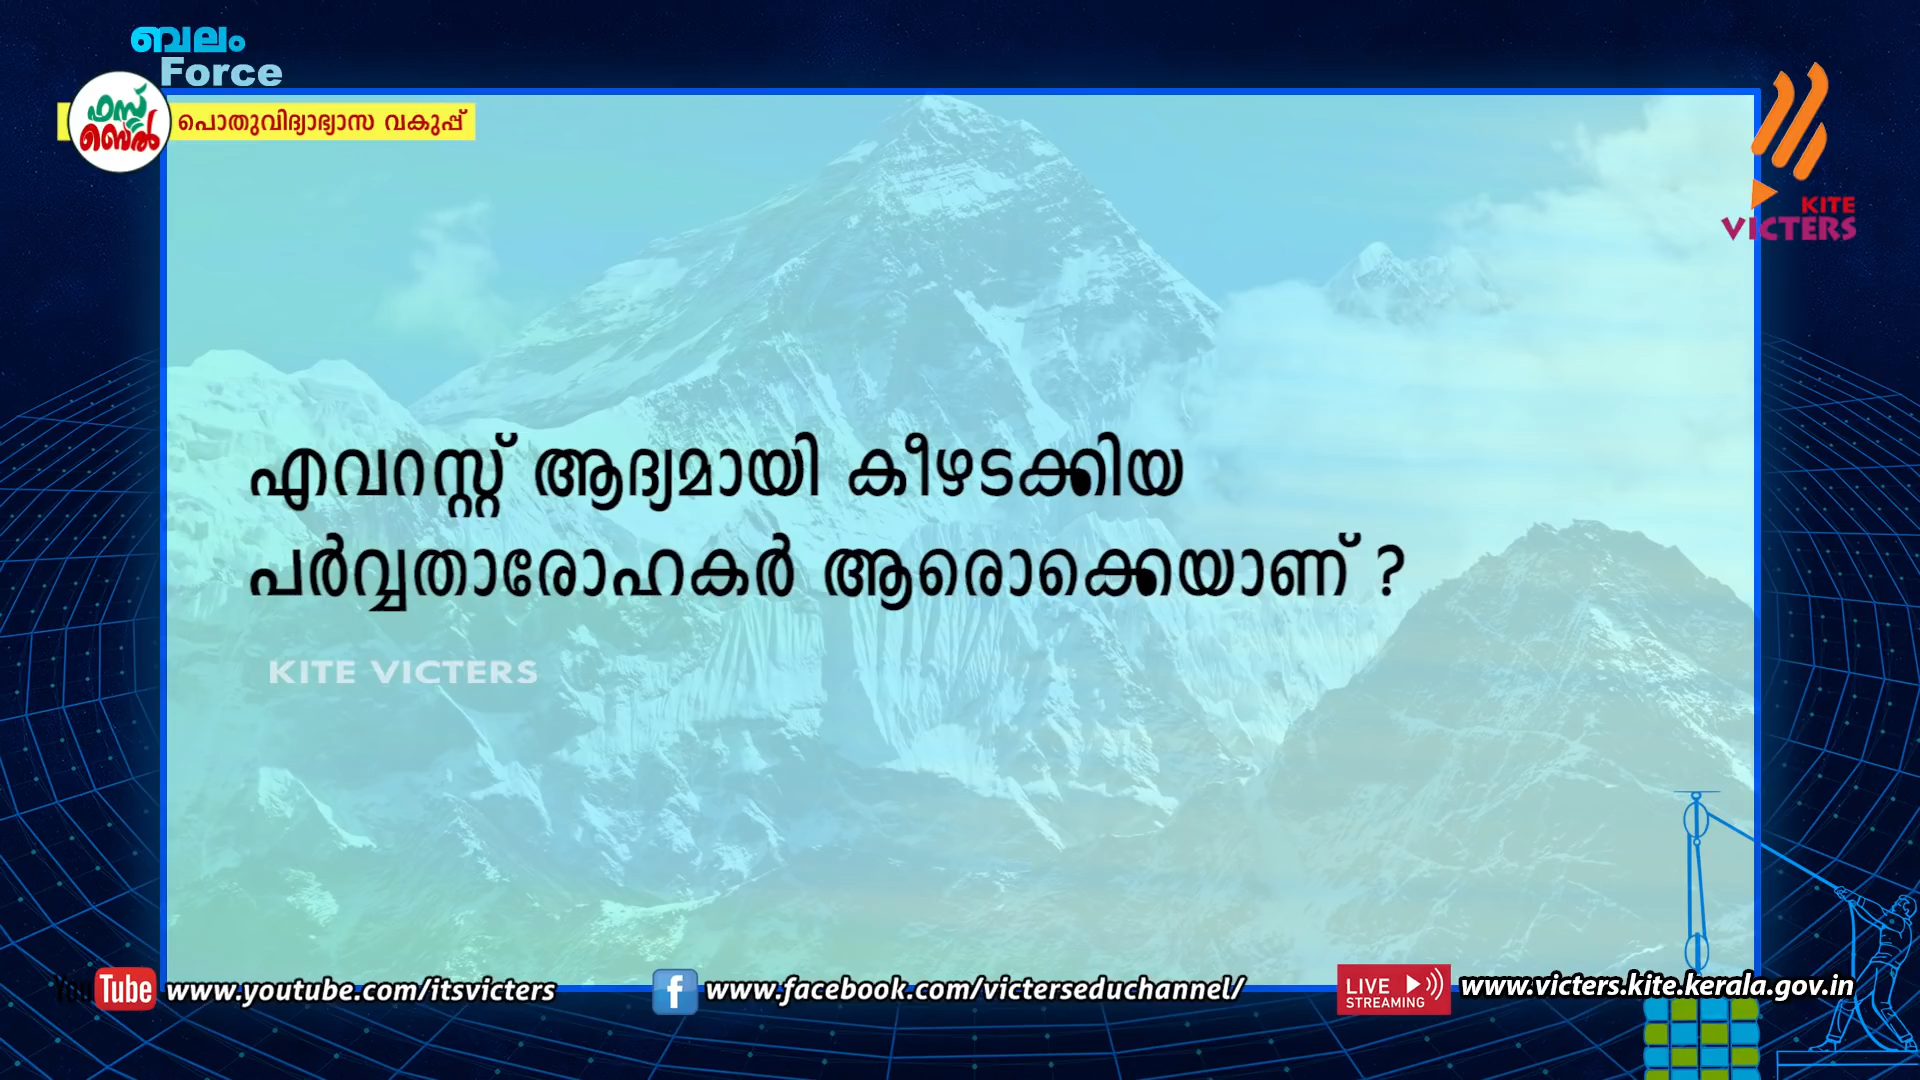 ബലം
Force
ഫസ്റ്റ്
ബെൽ
പൊതുവിദ്യാഭ്യാസ വകുപ്പ്
KITE
VICTERS
എവറസ്റ്റ് ആദ്യമായി കീഴടക്കിയ
പർവ്വതാരോഹകർ ആരൊക്കെയാണ് ?
KITE VICTERS
YouTube www.youtube.com/itsvicters
f www.facebook.com/victerseduchannel/
LIVE
STREAMING
www.victers.kite.kerala.gov.in